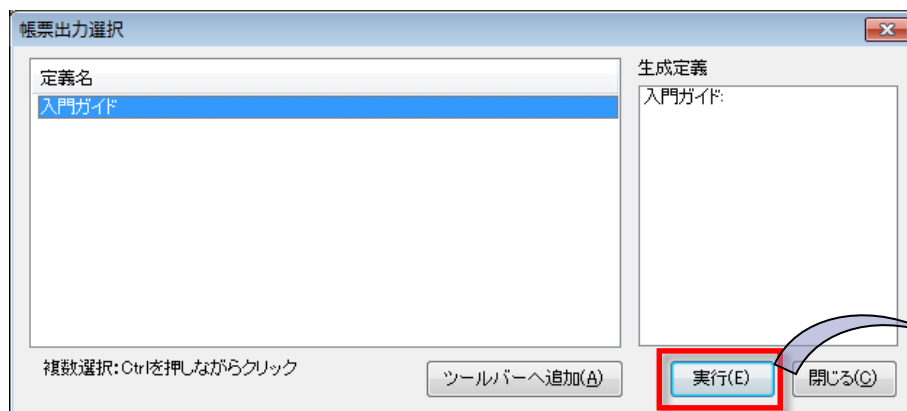 帳票出力選択
定義名
入門ガイド
生成定義
入門ガイド:
複数選択:Ctrlを押しながらクリック
ツールバーへ追加(A)
実行(E)
閉じる(C)